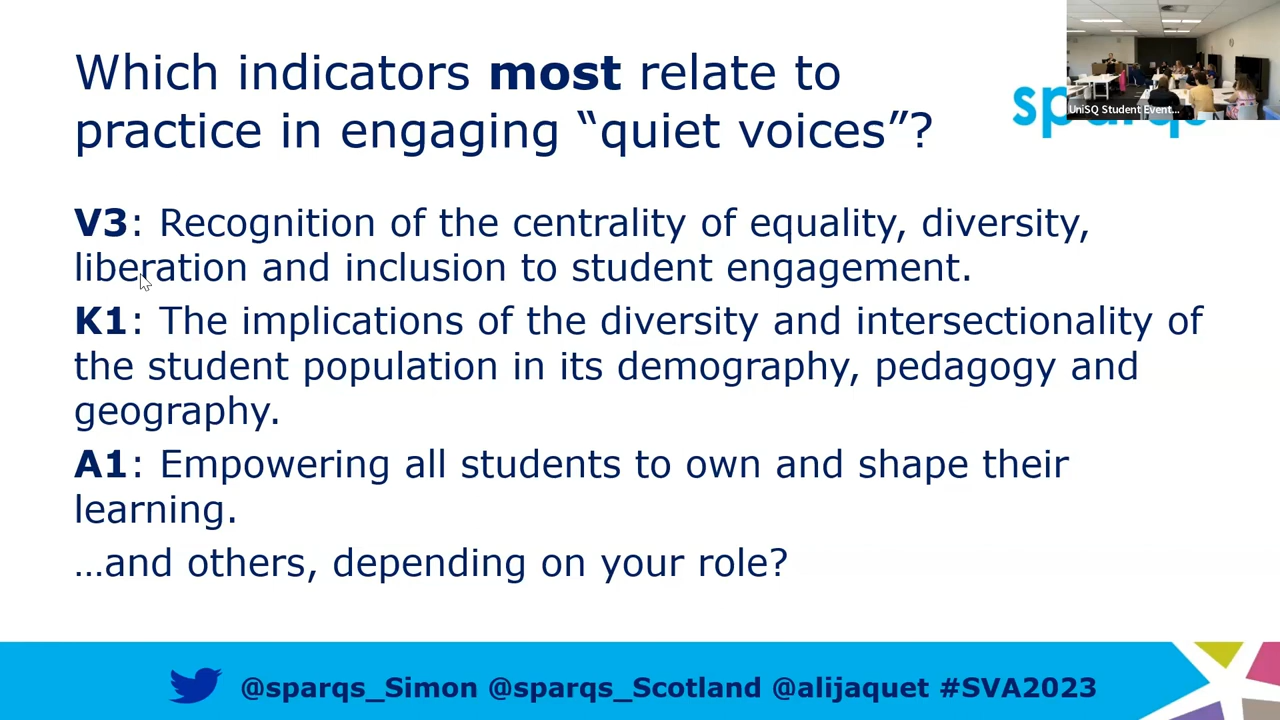 Which indicators most relate to
practice in engaging “quiet voices”?
sparqs
UniSQ Student Event...
V3: Recognition of the centrality of equality, diversity,
liberation and inclusion to student engagement.
K1: The implications of the diversity and intersectionality of
the student population in its demography, pedagogy and
geography.
A1: Empowering all students to own and shape their
learning.
…and others, depending on your role?
@sparqs_Simon @sparqs_Scotland @alijaquet #SVA2023